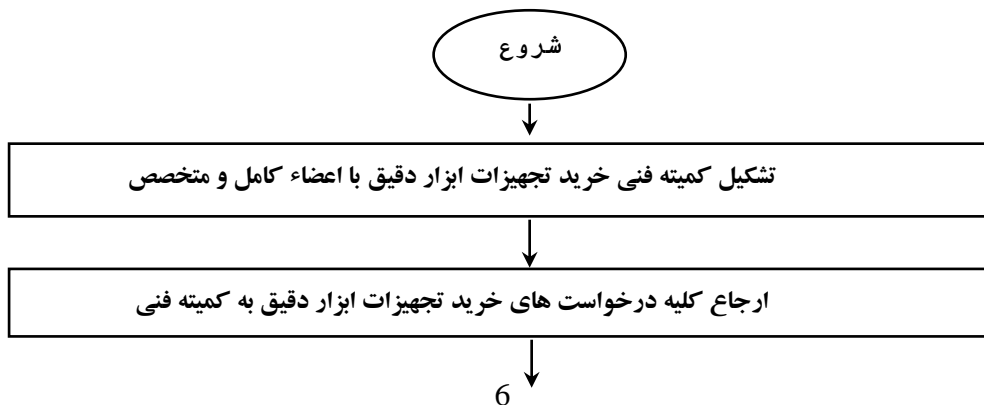 شروع
تشکیل کمیته فنی خرید تجهیزات ابزار دقیق با اعضاء کامل و متخصص
ارجاع کلیه درخواست های خرید تجهیزات ابزار دقیق به کمیته فنی
6